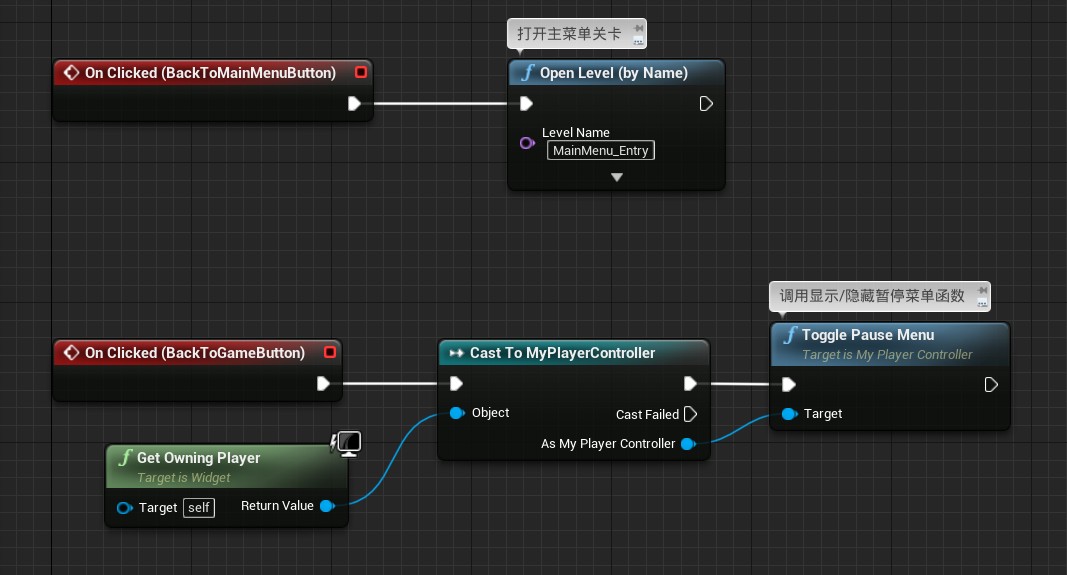 打开主菜单关卡
On Clicked (BackToMainMenuButton)
f Open Level (by Name)
Level Name
MainMenu_Entry
调用显示/隐藏暂停菜单函数
On Clicked (BackToGameButton)
Cast To MyPlayerController
f Toggle Pause Menu
Target is My Player Controller
Object
Cast Failed
Target
As My Player Controller
f Get Owning Player
Target is Widget
Target self
Return Value